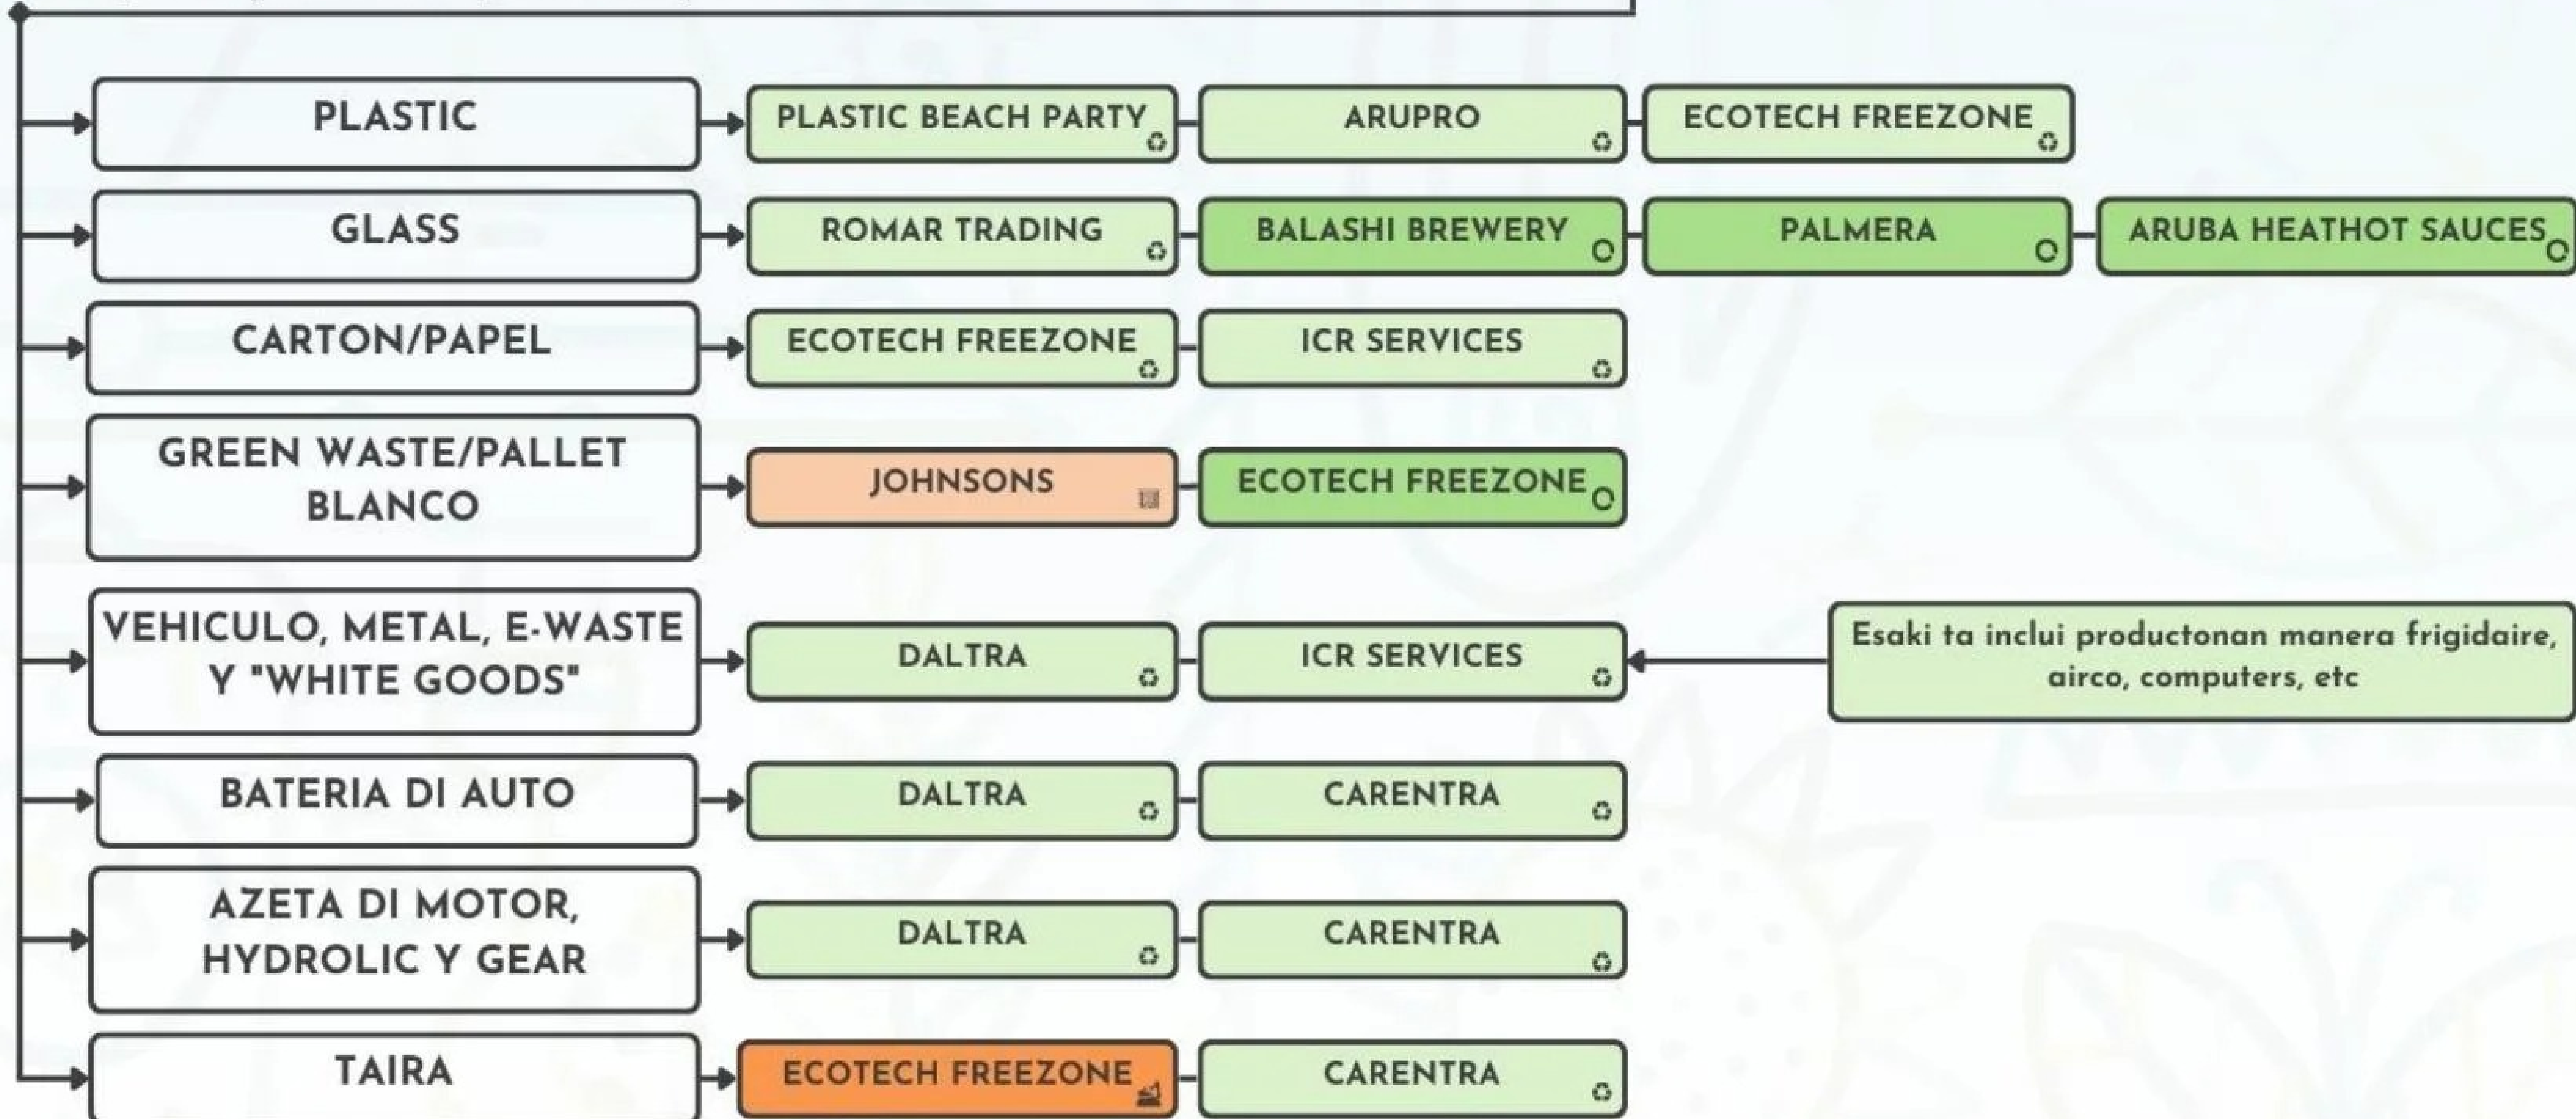 PLASTIC
PLASTIC BEACH PARTY
ARUPRO
ECOTECH FREEZONE
GLASS
ROMAR TRADING
BALASHI BREWERY
PALMERA
ARUBA HEATHOT SAUCES
CARTON/PAPEL
ECOTECH FREEZONE
ICR SERVICES
GREEN WASTE/PALLET
BLANCO
JOHNSONS
ECOTECH FREEZONE
VEHICULO, METAL, E-WASTE
Y "WHITE GOODS"
DALTRA
ICR SERVICES
Esaki ta inclui productonan manera frigidaire,
airco, computers, etc
BATERIA DI AUTO
DALTRA
CARENTRA
AZETA DI MOTOR,
HYDROLIC Y GEAR
DALTRA
CARENTRA
TAIRA
ECOTECH FREEZONE
CARENTRA